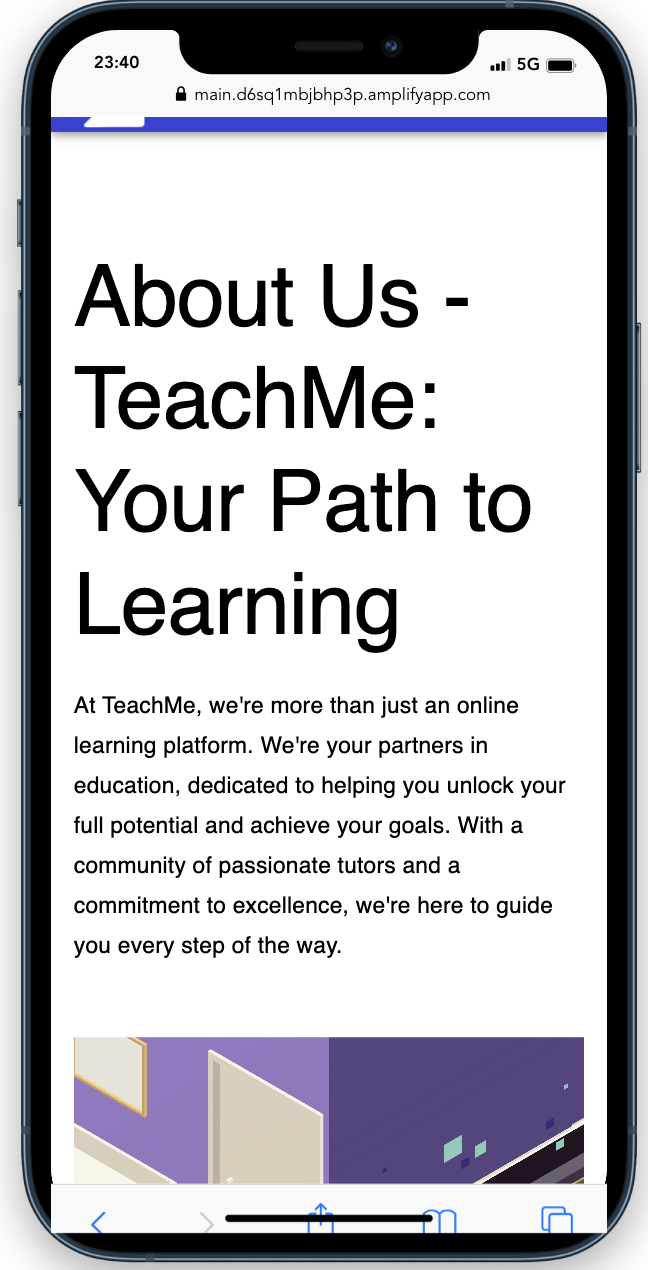 23:40
5G
main.d6sq1mbjbhp3p.amplifyapp.com
About Us -
TeachMe:
Your Path to
Learning
At TeachMe, we're more than just an online
learning platform. We're your partners in
education, dedicated to helping you unlock your
full potential and achieve your goals. With a
community of passionate tutors and a
commitment to excellence, we're here to guide
you every step of the way.